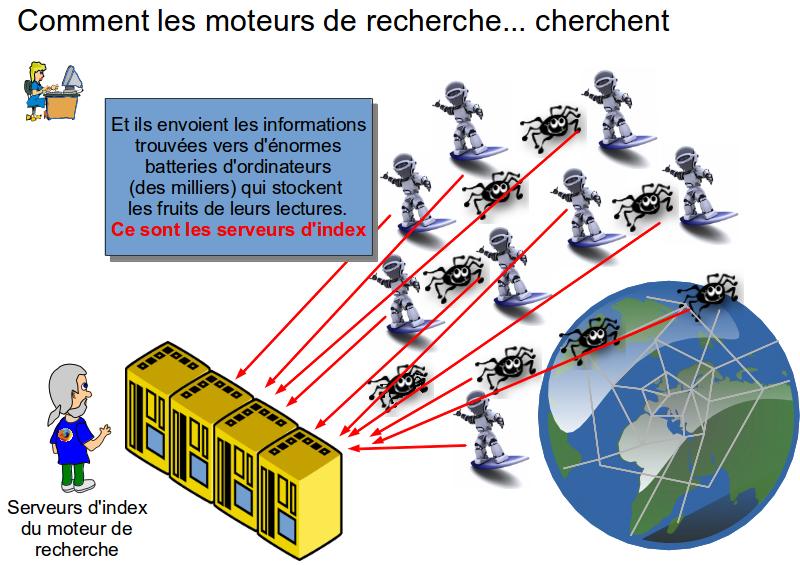 Comment les moteurs de recherche... cherchent
Et ils envoient les informations
trouvées vers d'énormes
batteries d'ordinateurs
(des milliers) qui stockent
les fruits de leurs lectures.
Ce sont les serveurs d'index
Serveurs d'index
du moteur de
recherche